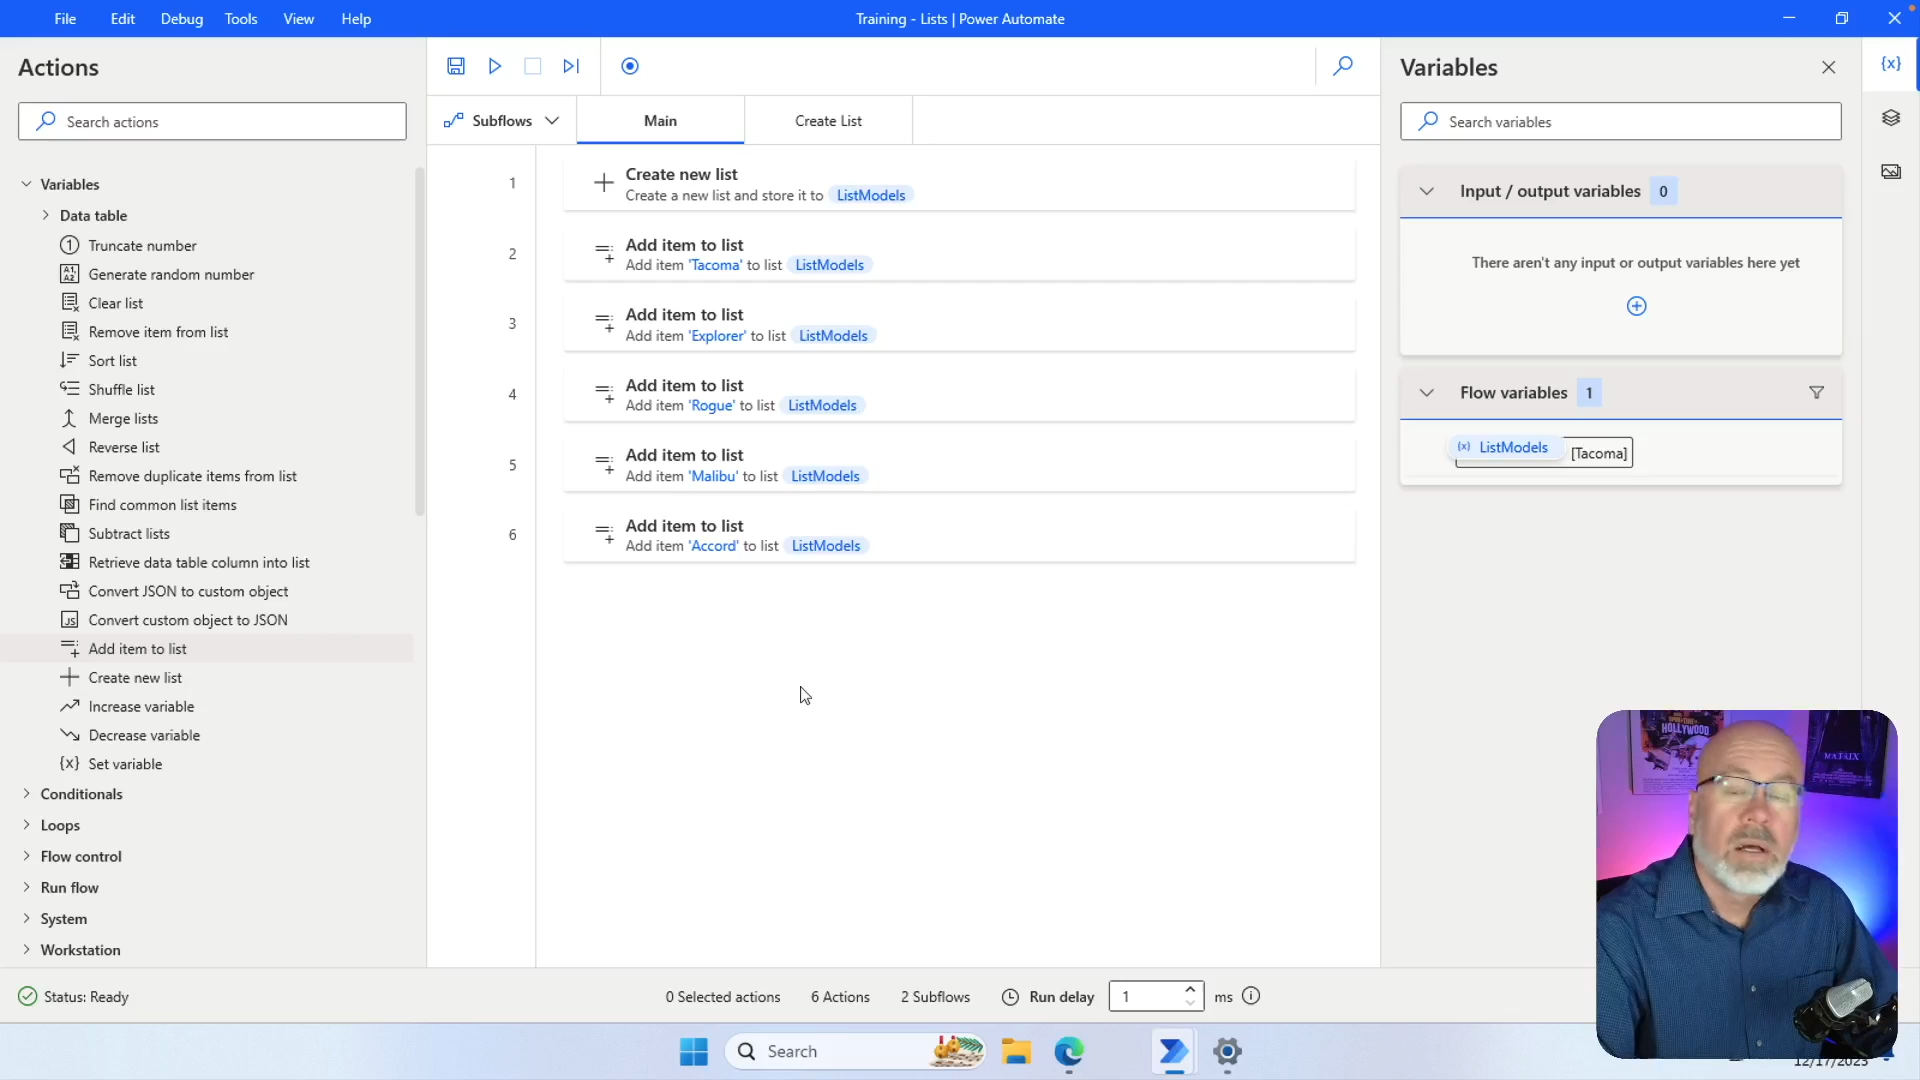 File Edit Debug Tools View Help
Training - Lists | Power Automate
Actions
Search actions
Variables
Data table
Truncate number
Generate random number
Clear list
Remove item from list
Sort list
Shuffle list
Merge lists
Reverse list
Remove duplicate items from list
Find common list items
Subtract lists
Retrieve data table column into list
Convert JSON to custom object
Convert custom object to JSON
Add item to list
Create new list
Increase variable
Decrease variable
{x} Set variable
Conditionals
Loops
Flow control
Run flow
System
Workstation
Subflows Main Create List
1 Create new list
Create a new list and store it to ListModels
2 Add item to list
Add item 'Tacoma' to list ListModels
3 Add item to list
Add item 'Explorer' to list ListModels
4 Add item to list
Add item 'Rogue' to list ListModels
5 Add item to list
Add item 'Malibu' to list ListModels
6 Add item to list
Add item 'Accord' to list ListModels
Variables
{x}
Search variables
Input / output variables 0
There aren't any input or output variables here yet
Flow variables 1
(x) ListModels [Tacoma]
HOLLYWOOD
MATRIX
Status: Ready
0 Selected actions 6 Actions 2 Subflows Run delay 1 ms
Search
12/17/2023